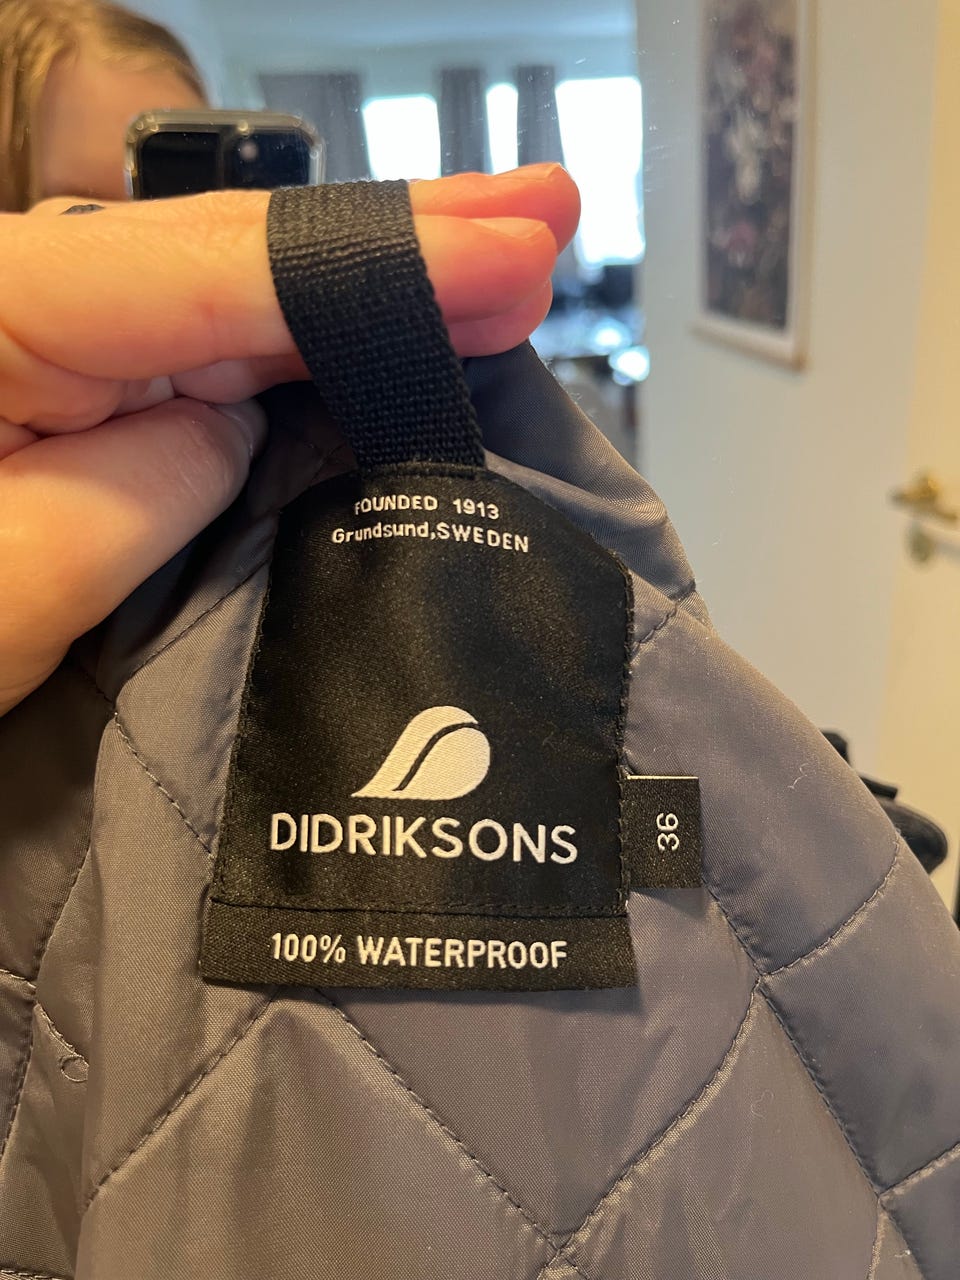 FOUNDED 1913
Grundsund,SWEDEN
DIDRIKSONS
36
100% WATERPROOF